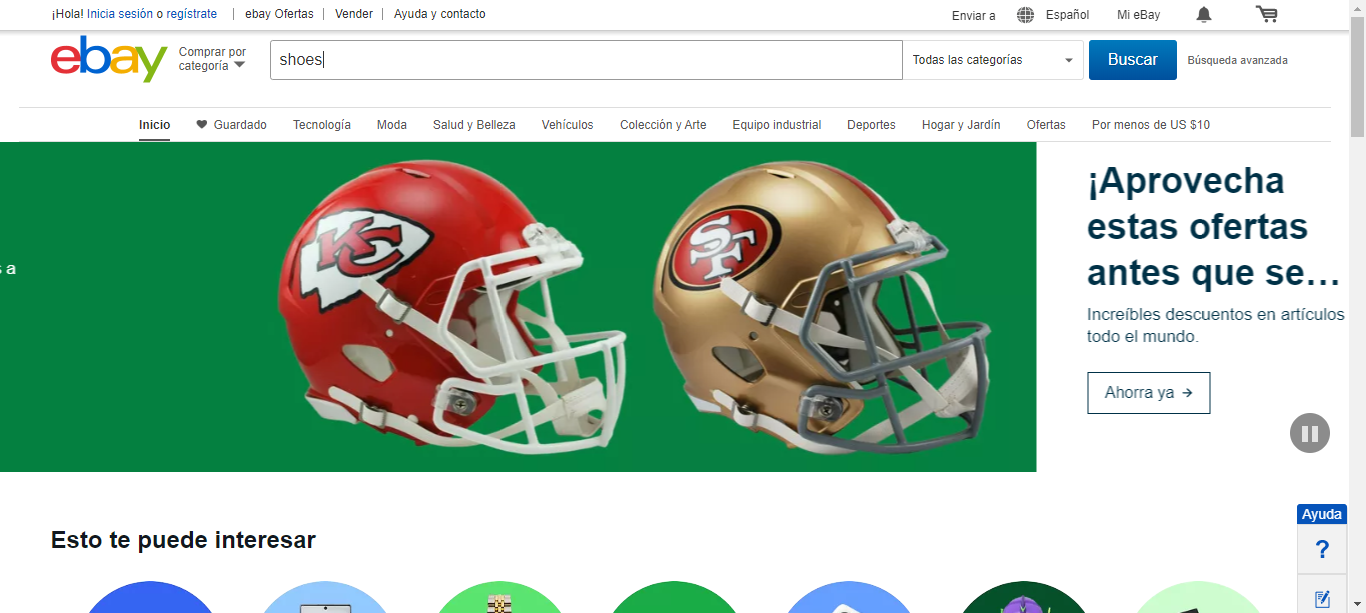 ¡Hola! Inicia sesión o regístrate
ebay Ofertas
Vender
Ayuda y contacto
Enviar a
Español
Mi eBay
ebay
Comprar por
categoría
shoes
Todas las categorías
Buscar
Búsqueda avanzada
Inicio
Guardado
Tecnología
Moda
Salud y Belleza
Vehículos
Colección y Arte
Equipo industrial
Deportes
Hogar y Jardín
Ofertas
Por menos de US $10
s a
KC
SF
¡Aprovecha
estas ofertas
antes que se...
Increíbles descuentos en artículos
todo el mundo.
Ahorra ya →
Ayuda
?
Esto te puede interesar